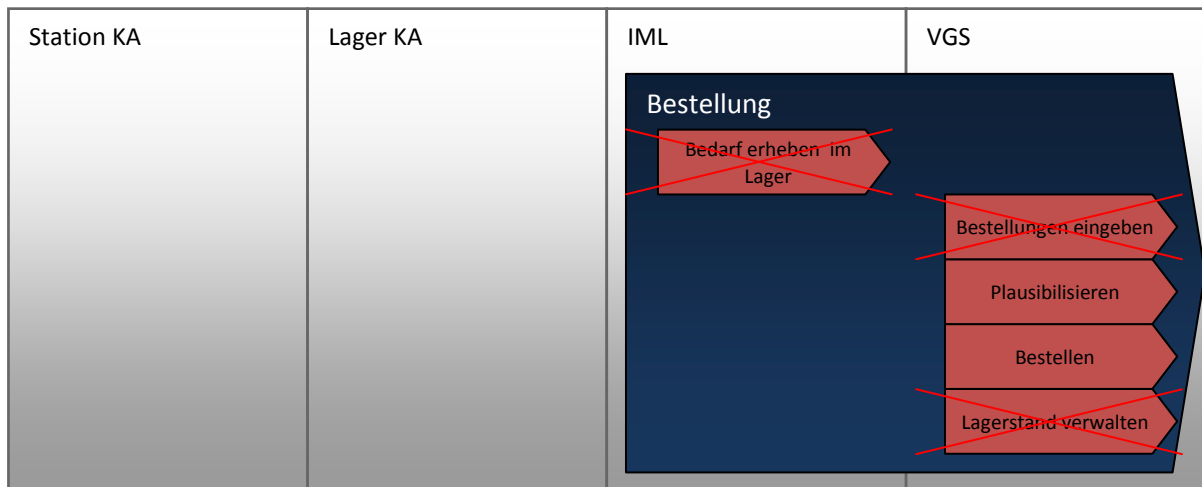 Station KA
Lager KA
IML
VGS
Bestellung
Bedarf erheben im
Lager
Bestellungen eingeben
Plausibilisieren
Bestellen
Lagerstand verwalten